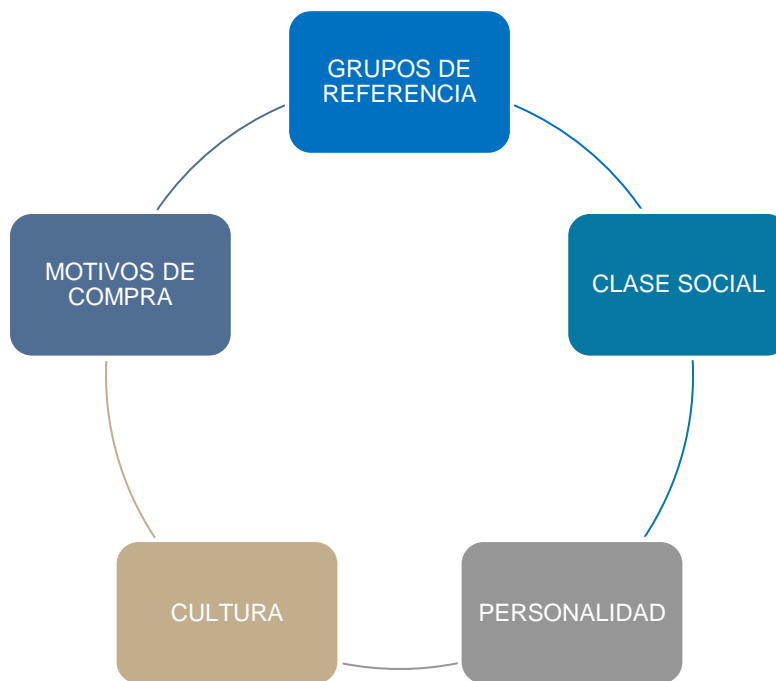 GRUPOS DE
REFERENCIA
CLASE SOCIAL
PERSONALIDAD
CULTURA
MOTIVOS DE
COMPRA